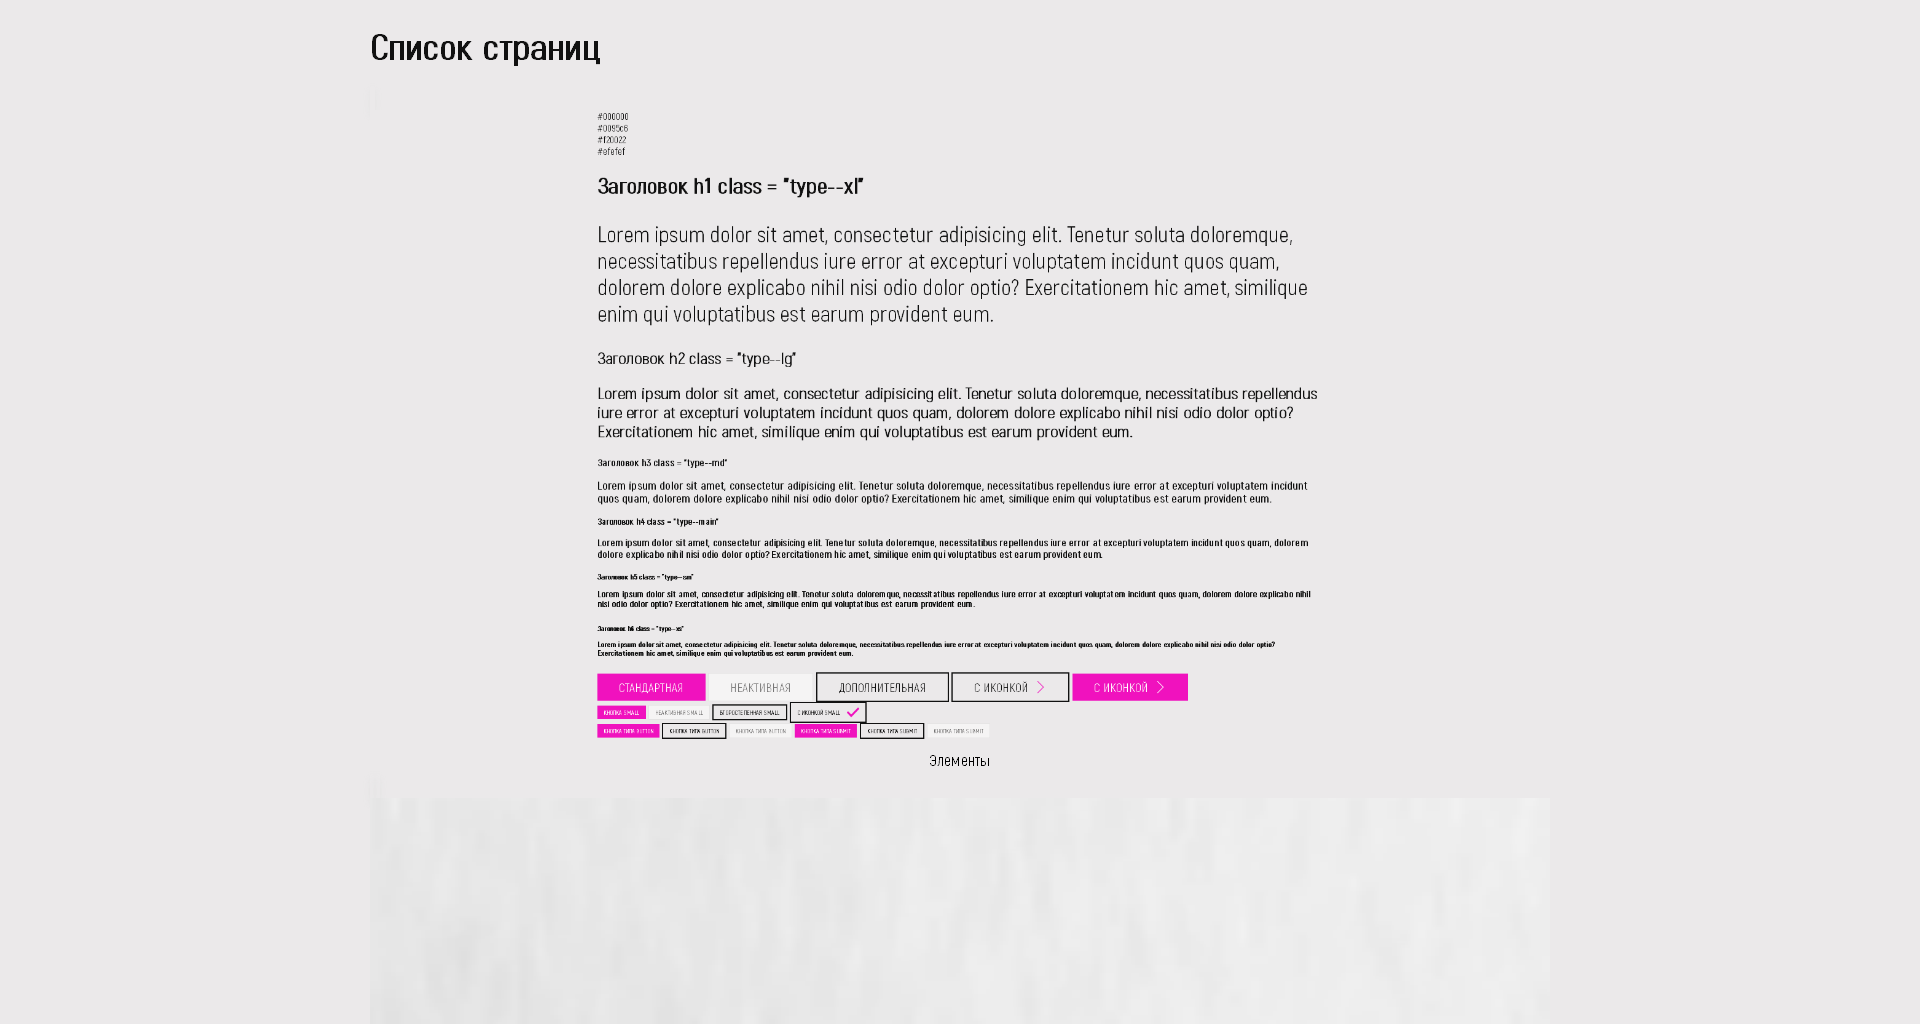 Список страниц
#000000
#0095c6
#f20022
#efefef
Заголовок h1 class = "type--xl"
Lorem ipsum dolor sit amet, consectetur adipisicing elit. Tenetur soluta doloremque,
necessitatibus repellendus iure error at excepturi voluptatem incidunt quos quam,
dolorem dolore explicabo nihil nisi odio dolor optio? Exercitationem hic amet, similique
enim qui voluptatibus est earum provident eum.
Заголовок h2 class = "type--lg"
Lorem ipsum dolor sit amet, consectetur adipisicing elit. Tenetur soluta doloremque, necessitatibus repellendus
iure error at excepturi voluptatem incidunt quos quam, dolorem dolore explicabo nihil nisi odio dolor optio?
Exercitationem hic amet, similique enim qui voluptatibus est earum provident eum.
Заголовок h3 class = "type--md"
Lorem ipsum dolor sit amet, consectetur adipisicing elit. Tenetur soluta doloremque, necessitatibus repellendus iure error at excepturi voluptatem incidunt
quos quam, dolorem dolore explicabo nihil nisi odio dolor optio? Exercitationem hic amet, similique enim qui voluptatibus est earum provident eum.
Заголовок h4 class = "type--main"
Lorem ipsum dolor sit amet, consectetur adipisicing elit. Tenetur soluta doloremque, necessitatibus repellendus iure error at excepturi voluptatem incidunt quos quam, dolorem
dolore explicabo nihil nisi odio dolor optio? Exercitationem hic amet, similique enim qui voluptatibus est earum provident eum.
Заголовок h5 class = "type--sm"
Lorem ipsum dolor sit amet, consectetur adipisicing elit. Tenetur soluta doloremque, necessitatibus repellendus iure error at excepturi voluptatem incidunt quos quam, dolorem dolore explicabo nihil
nisi odio dolor optio? Exercitationem hic amet, similique enim qui voluptatibus est earum provident eum.
Заголовок h6 class = "type--xs"
Lorem ipsum dolor sit amet, consectetur adipisicing elit. Tenetur soluta doloremque, necessitatibus repellendus iure error at excepturi voluptatem incidunt quos quam, dolorem dolore explicabo nihil nisi odio dolor optio?
Exercitationem hic amet, similique enim qui voluptatibus est earum provident eum.
СТАНДАРТНАЯ НЕАКТИВНАЯ ДОПОЛНИТЕЛЬНАЯ С ИКОНКОЙ С ИКОНКОЙ
КНОПКА SMALL НЕАКТИВНАЯ SMALL ВТОРОСТЕПЕННАЯ SMALL С ИКОНКОЙ SMALL
КНОПКА ТИПА BUTTON КНОПКА ТИПА BUTTON КНОПКА ТИПА BUTTON КНОПКА ТИПА SUBMIT КНОПКА ТИПА SUBMIT КНОПКА ТИПА SUBMIT
Элементы